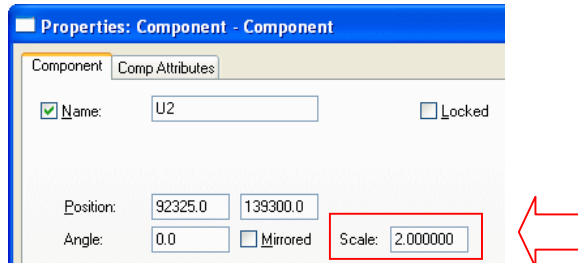 Properties: Component - Component
Component Comp Attributes
Name: U2 Locked
Position: 92325.0 139300.0
Angle: 0.0 Mirrored Scale: 2.000000